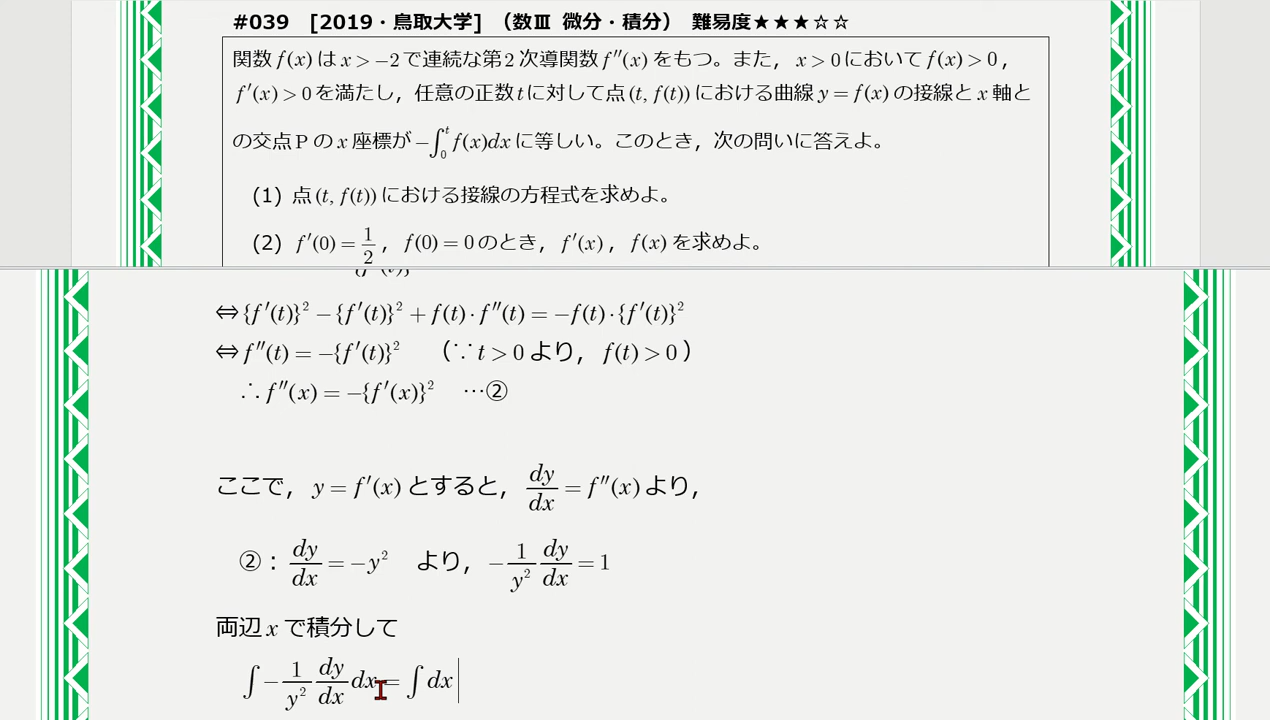 #039 [2019・鳥取大学] （数Ⅲ 微分・積分） 難易度★★★☆☆
関数 f(x) は x > −2 で連続な第2次導関数 f″(x) をもつ。また， x > 0 において f(x) > 0 ，
f′(x) > 0 を満たし，任意の正数 t に対して点 (t, f(t)) における曲線 y = f(x) の接線と x 軸と
の交点 P の x 座標が −∫₀ᵗ f(x)dx に等しい。このとき，次の問いに答えよ。
(1) 点 (t, f(t)) における接線の方程式を求めよ。
(2) f′(0) = 1/2 ， f(0) = 0 のとき， f′(x) ， f(x) を求めよ。
⇔ {f′(t)}² − {f′(t)}² + f(t)・f″(t) = −f(t)・{f′(t)}²
⇔ f″(t) = −{f′(t)}² （∵ t > 0 より， f(t) > 0 ）
∴ f″(x) = −{f′(x)}² …②
ここで， y = f′(x) とすると， dy/dx = f″(x) より，
②： dy/dx = −y² より， −1/y² dy/dx = 1
両辺 x で積分して
∫ −1/y² dy/dx dx = ∫ dx